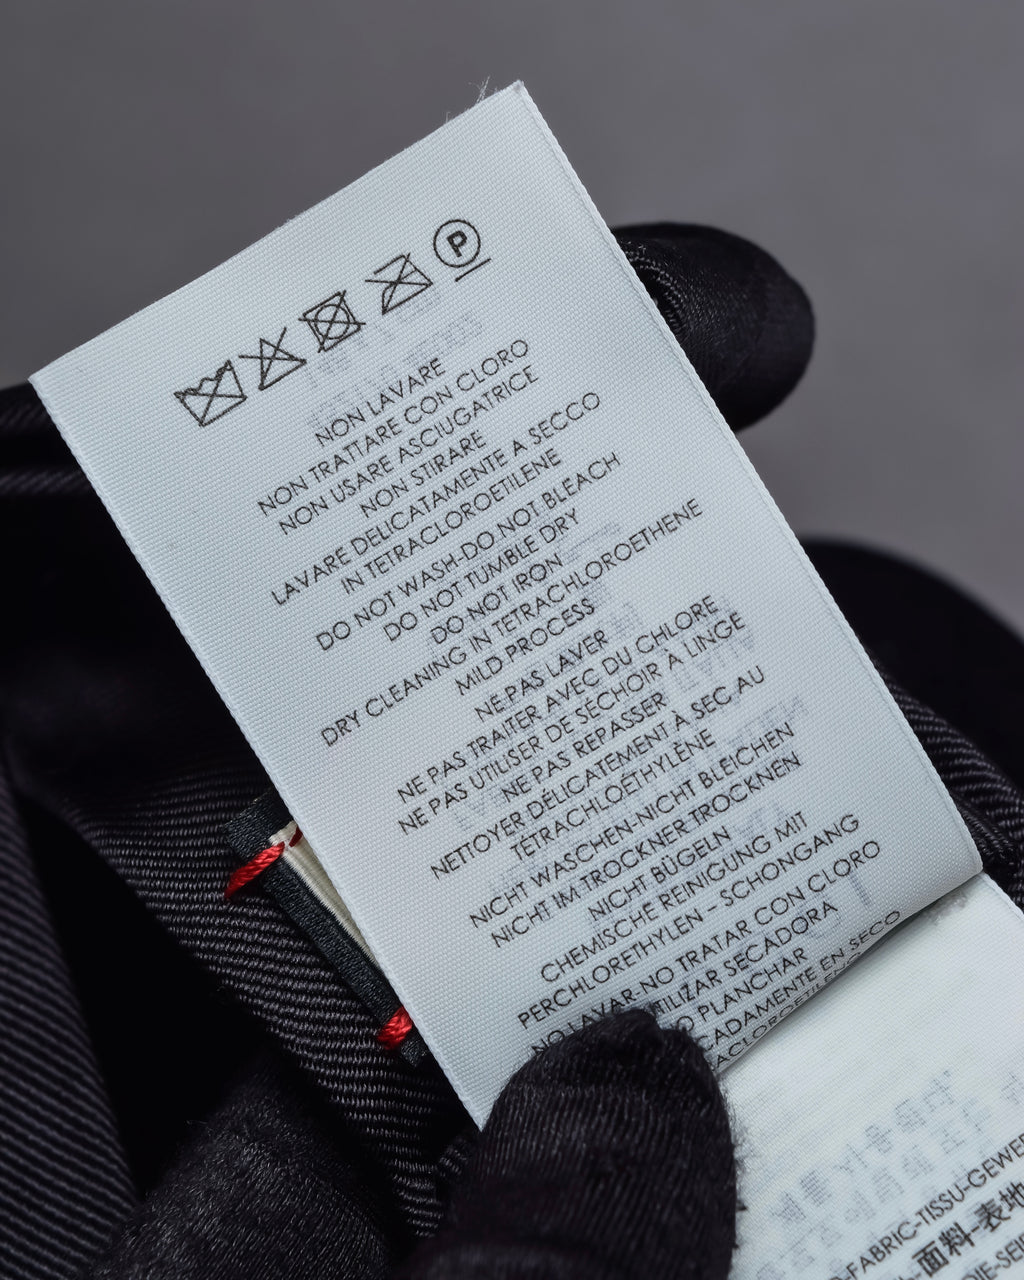 P
NON LAVARE
NON TRATTARE CON CLORO
NON USARE ASCIUGATRICE
NON STIRARE
LAVARE DELICATAMENTE A SECCO
IN TETRACLOROETILENE
DO NOT WASH-DO NOT BLEACH
DO NOT TUMBLE DRY
DO NOT IRON
DRY CLEANING IN TETRACHLOROETHENE
MILD PROCESS
NE PAS LAVER
NE PAS TRAITER AVEC DU CHLORE
NE PAS UTILISER DE SÉCHOIR À LINGE
NE PAS REPASSER
NETTOYER DÉLICATEMENT À SEC AU
TÉTRACHLOÉTHYLÈNE
NICHT WASCHEN-NICHT BLEICHEN
NICHT IM TROCKNER TROCKNEN
NICHT BÜGELN
CHEMISCHE REINIGUNG MIT
PERCHLORETHYLEN - SCHONGANG
NO LAVAR-NO TRATAR CON CLORO
SECADORA
PLANCHAR
EN SECO
FABRIC-TISSU-
面料-表地